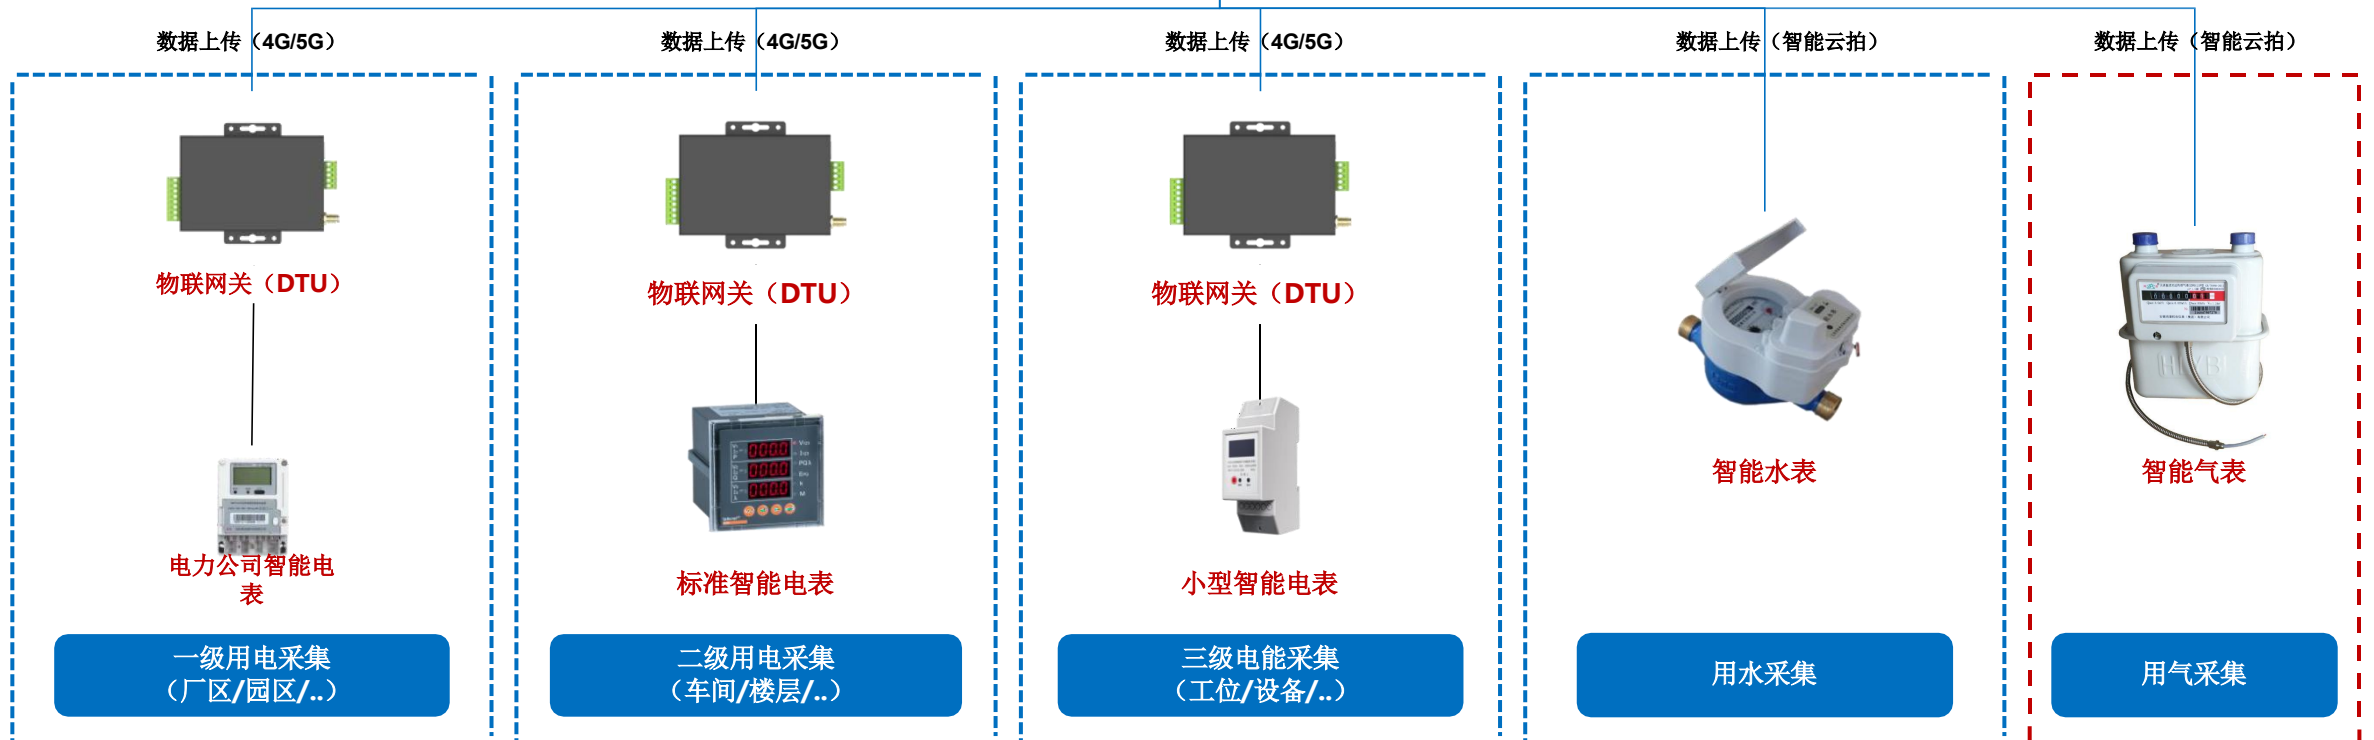 数据上传（4G/5G）
数据上传（4G/5G）
数据上传（4G/5G）
数据上传（智能云拍）
数据上传（智能云拍）
物联网关（DTU）
物联网关（DTU）
物联网关（DTU）
电力公司智能电
表
标准智能电表
小型智能电表
智能水表
智能气表
一级用电采集
（厂区/园区/..）
二级用电采集
（车间/楼层/..）
三级电能采集
（工位/设备/..）
用水采集
用气采集